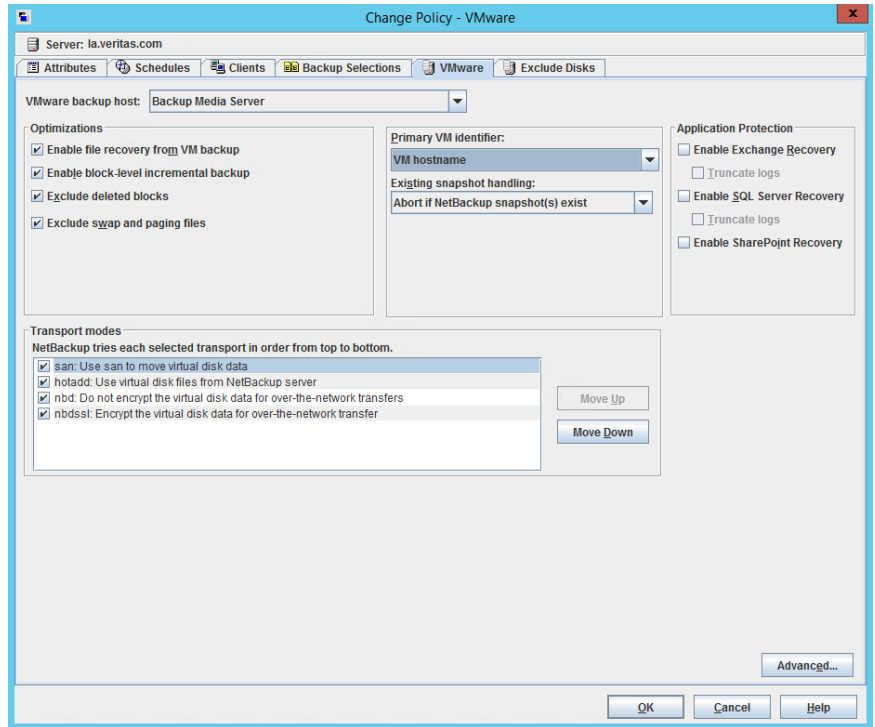 Change Policy - VMware
x
Server: la.veritas.com
Attributes Schedules Clients Backup Selections VMware Exclude Disks
VMware backup host: Backup Media Server
Optimizations
Enable file recovery from VM backup
Enable block-level incremental backup
Exclude deleted blocks
Exclude swap and paging files
Primary VM identifier:
VM hostname
Existing snapshot handling:
Abort if NetBackup snapshot(s) exist
Application Protection
Enable Exchange Recovery
Truncate logs
Enable SQL Server Recovery
Truncate logs
Enable SharePoint Recovery
Transport modes
NetBackup tries each selected transport in order from top to bottom.
san: Use san to move virtual disk data
hotadd: Use virtual disk files from NetBackup server
nbd: Do not encrypt the virtual disk data for over-the-network transfers
nbdssl: Encrypt the virtual disk data for over-the-network transfer
Move Up
Move Down
Advanced...
OK Cancel Help